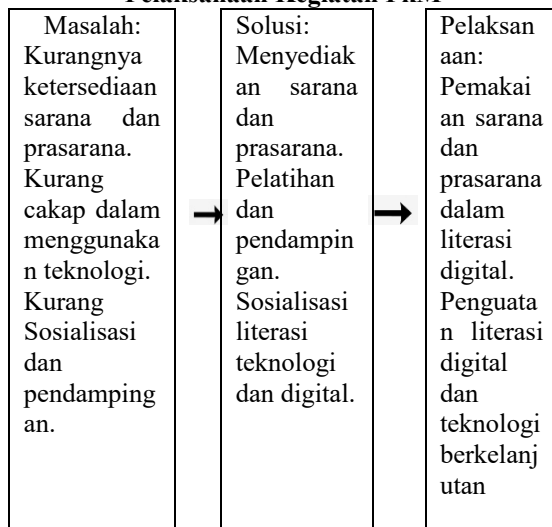 Pelaksanaan Kegiatan PkM
Masalah:
Kurangnya
ketersediaan
sarana dan
prasarana.
Kurang
cakap dalam
menggunaka
n teknologi.
Kurang
Sosialisasi
dan
pendamping
an.
Solusi:
Menyediak
an sarana
dan
prasarana.
Pelatihan
dan
pendampin
gan.
Sosialisasi
literasi
teknologi
dan digital.
Pelaksan
aan:
Pemakai
an sarana
dan
prasarana
dalam
literasi
digital.
Penguata
n literasi
digital
dan
teknologi
berkelanj
utan